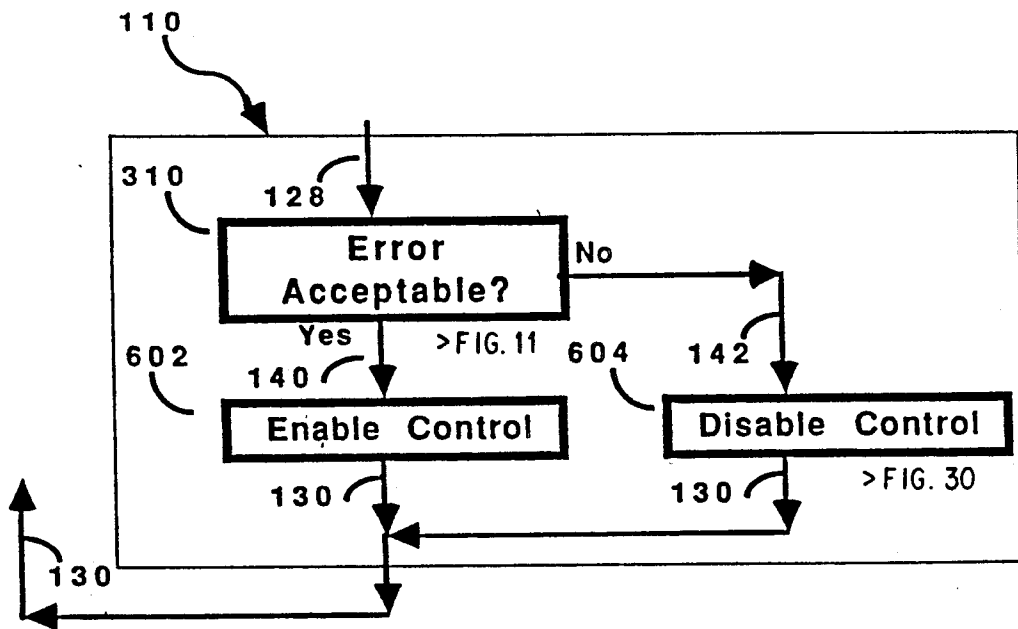 110
310
128
Error
Acceptable?
No
Yes
>FIG. 11
602
140
604
142
Enable Control
Disable Control
130
130
>FIG. 30
130